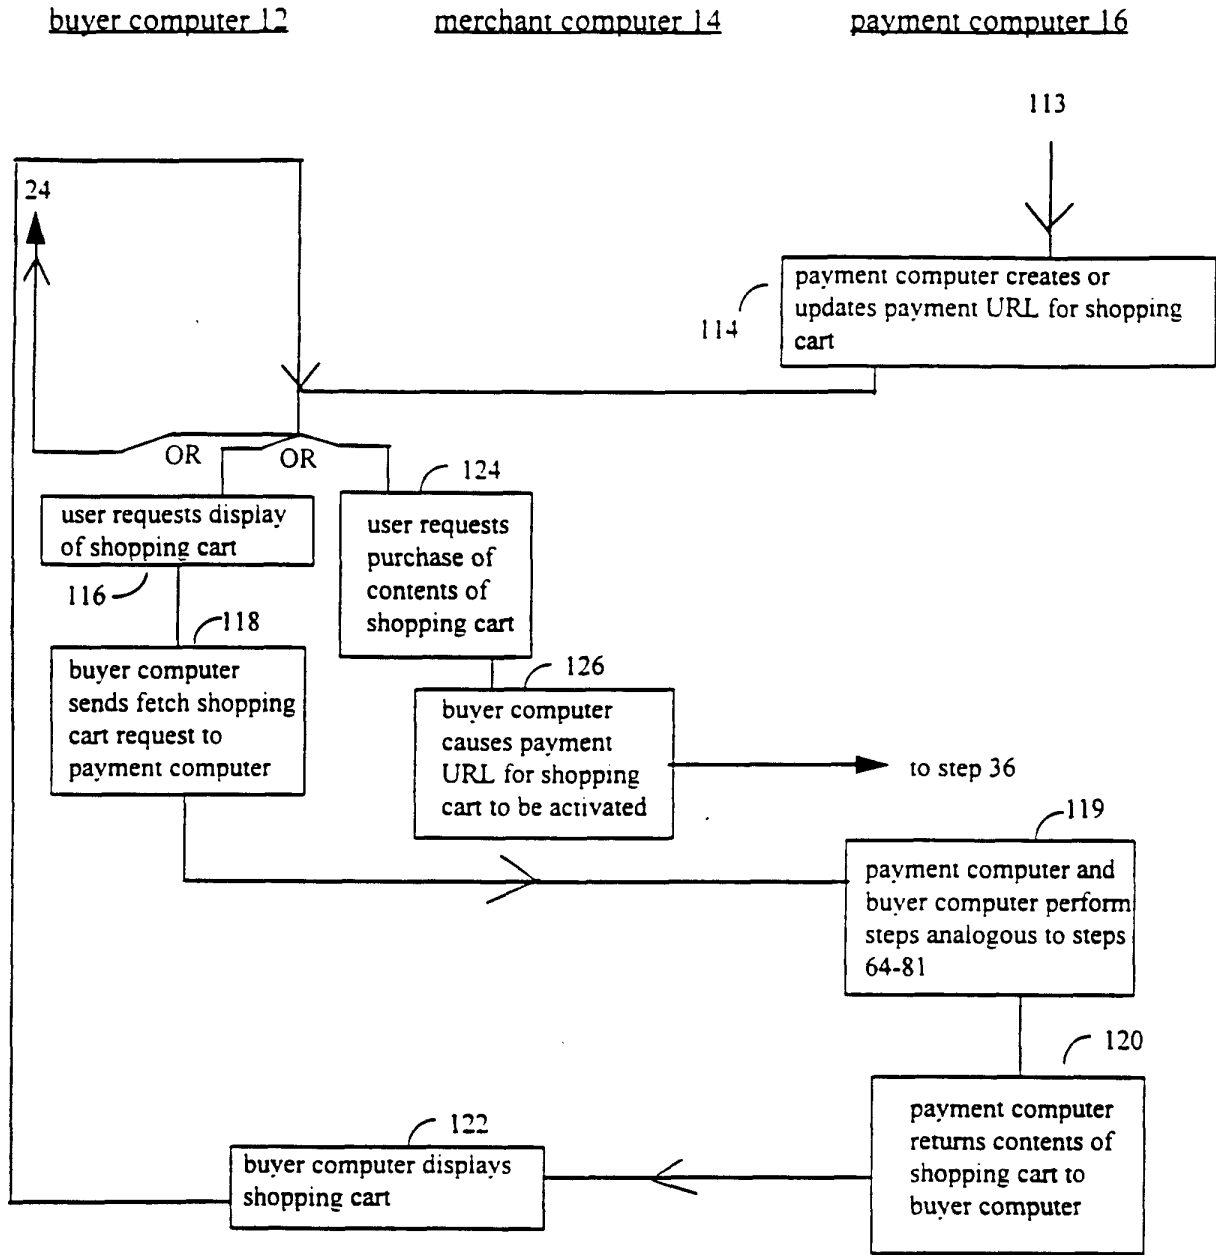 buyer computer 12
merchant computer 14
payment computer 16
113
24
payment computer creates or
updates payment URL for shopping
cart
114
OR
OR
124
user requests display
of shopping cart
116
user requests
purchase of
contents of
shopping cart
118
buyer computer
sends fetch shopping
cart request to
payment computer
126
buyer computer
causes payment
URL for shopping
cart to be activated
to step 36
119
payment computer and
buyer computer perform
steps analogous to steps
64-81
120
payment computer
returns contents of
shopping cart to
buyer computer
122
buyer computer displays
shopping cart